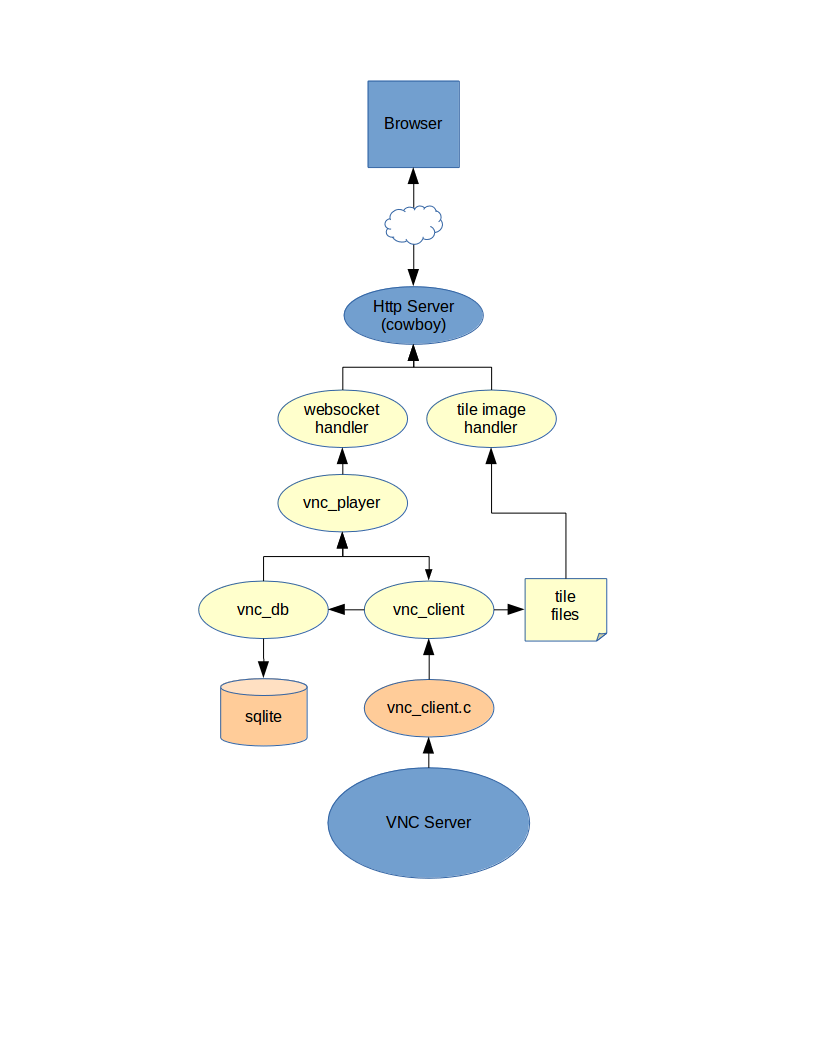 Browser
Http Server
(cowboy)
websocket
handler
tile image
handler
vnc_player
vnc_db
vnc_client
tile
files
sqlite
vnc_client.c
VNC Server